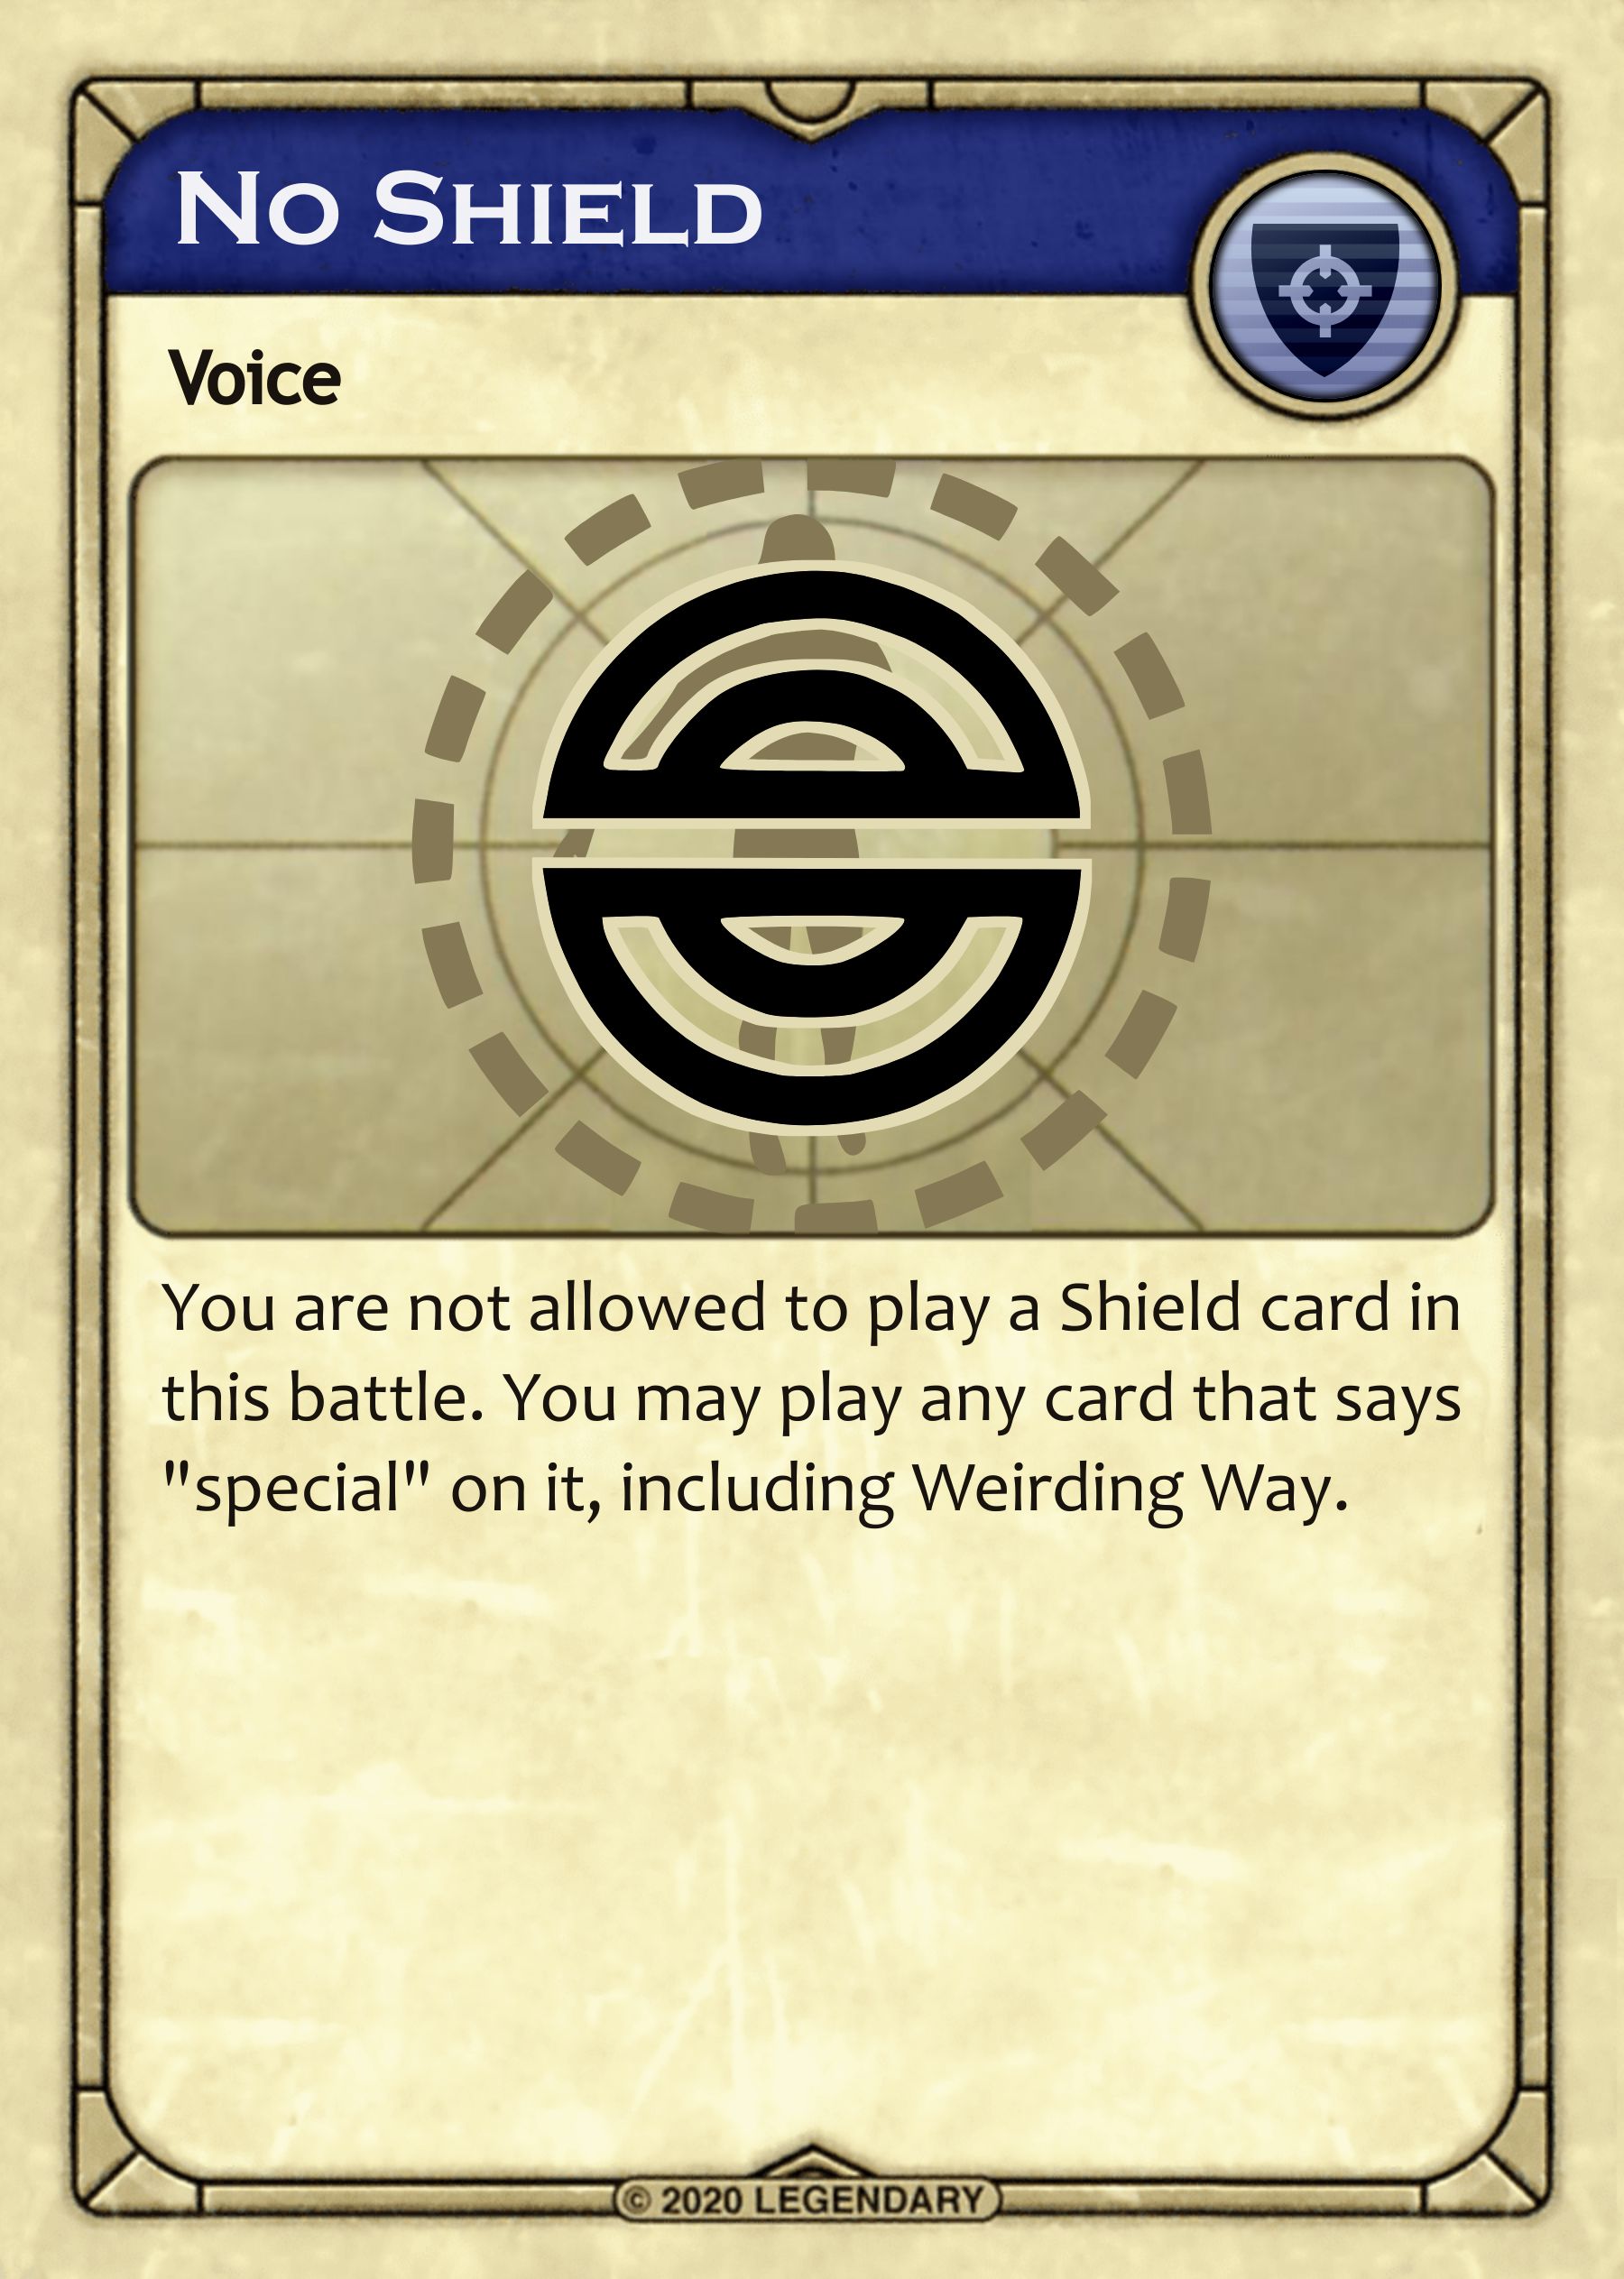 No Shield
Voice
You are not allowed to play a Shield card in
this battle. You may play any card that says
"special" on it, including Weirding Way.
© 2020 LEGENDARY